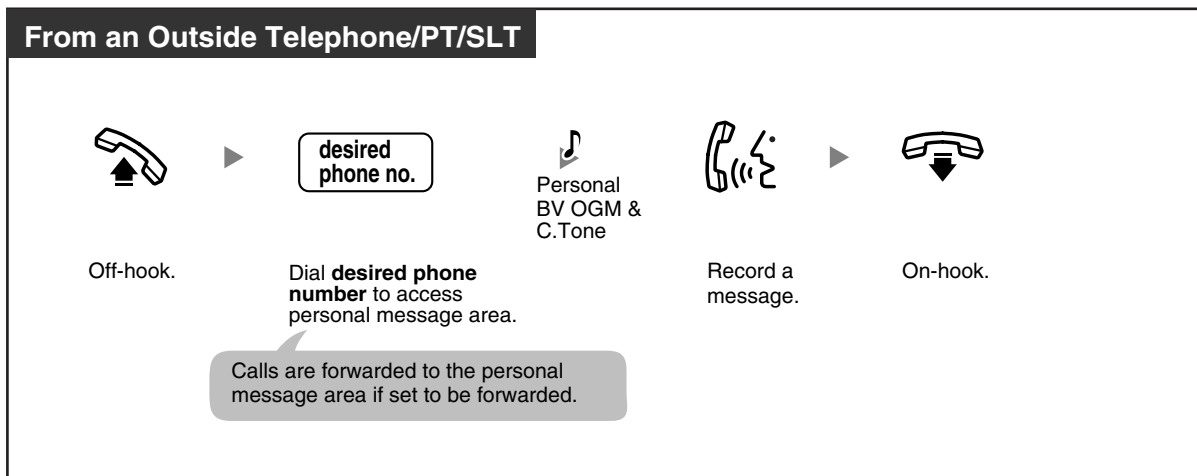 From an Outside Telephone/PT/SLT
desired
phone no.
Personal
BV OGM &
C.Tone
Off-hook.
Dial desired phone
number to access
personal message area.
Record a
message.
On-hook.
Calls are forwarded to the personal
message area if set to be forwarded.